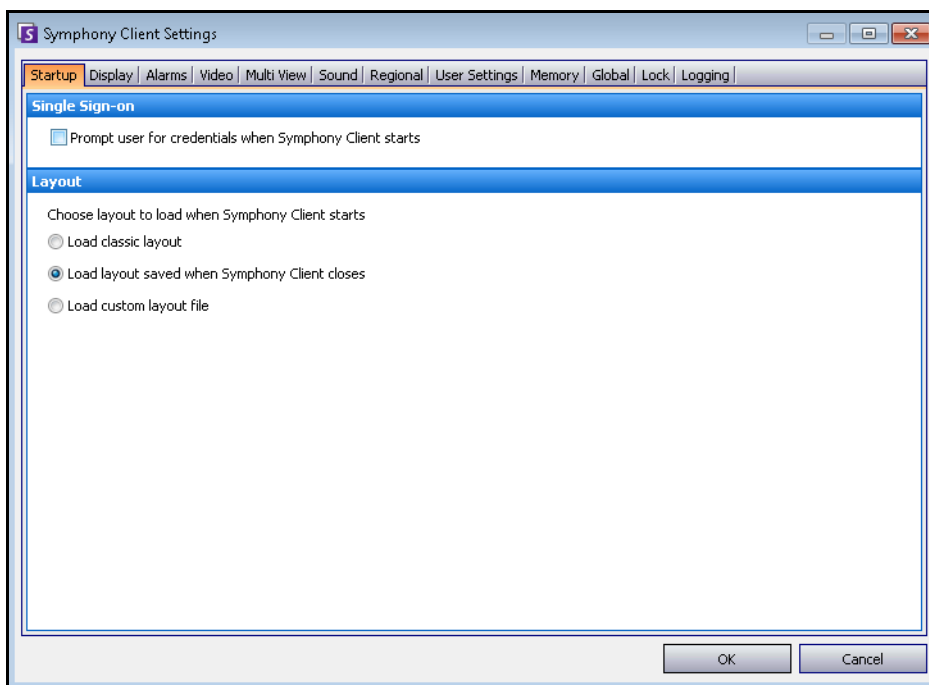 Symphony Client Settings
Startup Display Alarms Video Multi View Sound Regional User Settings Memory Global Lock Logging
Single Sign-on
Prompt user for credentials when Symphony Client starts
Layout
Choose layout to load when Symphony Client starts
Load classic layout
Load layout saved when Symphony Client closes
Load custom layout file
OK Cancel